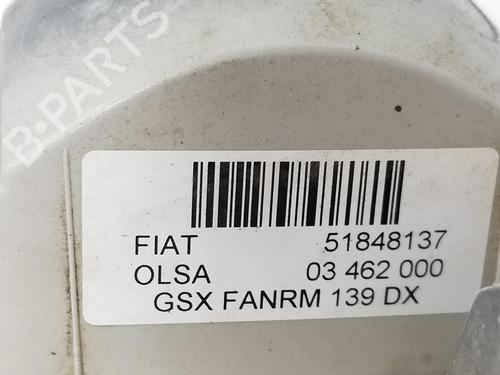 B-PARTS
FIAT 51848137
OLSA 03 462 000
GSX FANRM 139 DX